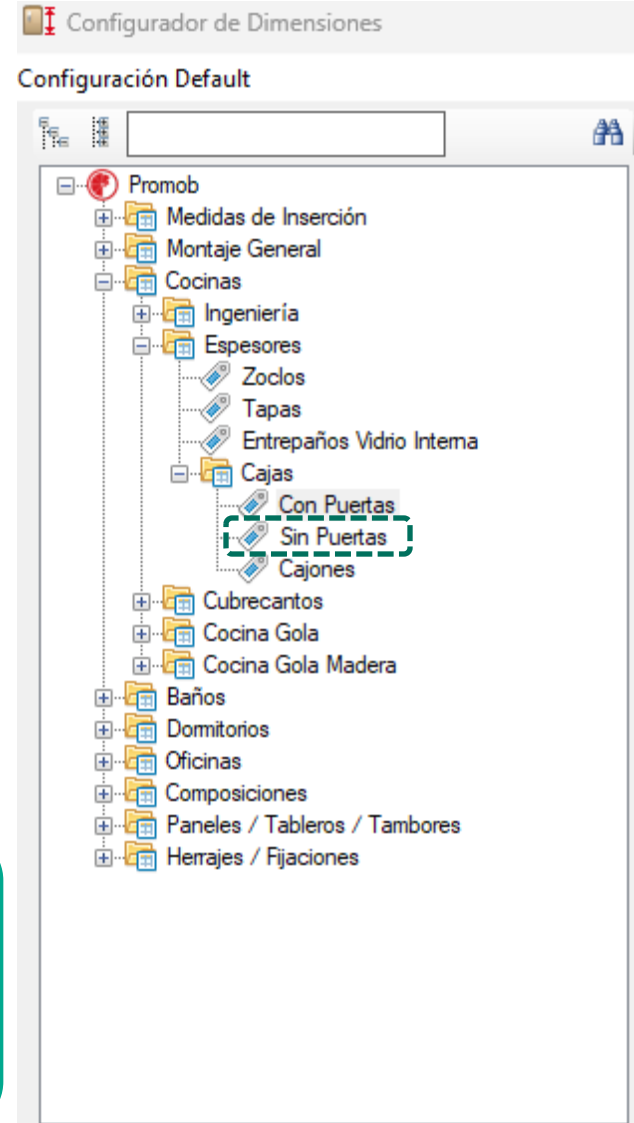 Configurador de Dimensiones
Configuración Default
Promob
Medidas de Inserción
Montaje General
Cocinas
Ingeniería
Espesores
Zoclos
Tapas
Entrepaños Vidrio Interna
Cajas
Con Puertas
Sin Puertas
Cajones
Cubrecantos
Cocina Gola
Cocina Gola Madera
Baños
Dormitorios
Oficinas
Composiciones
Paneles / Tableros / Tambores
Herrajes / Fijaciones